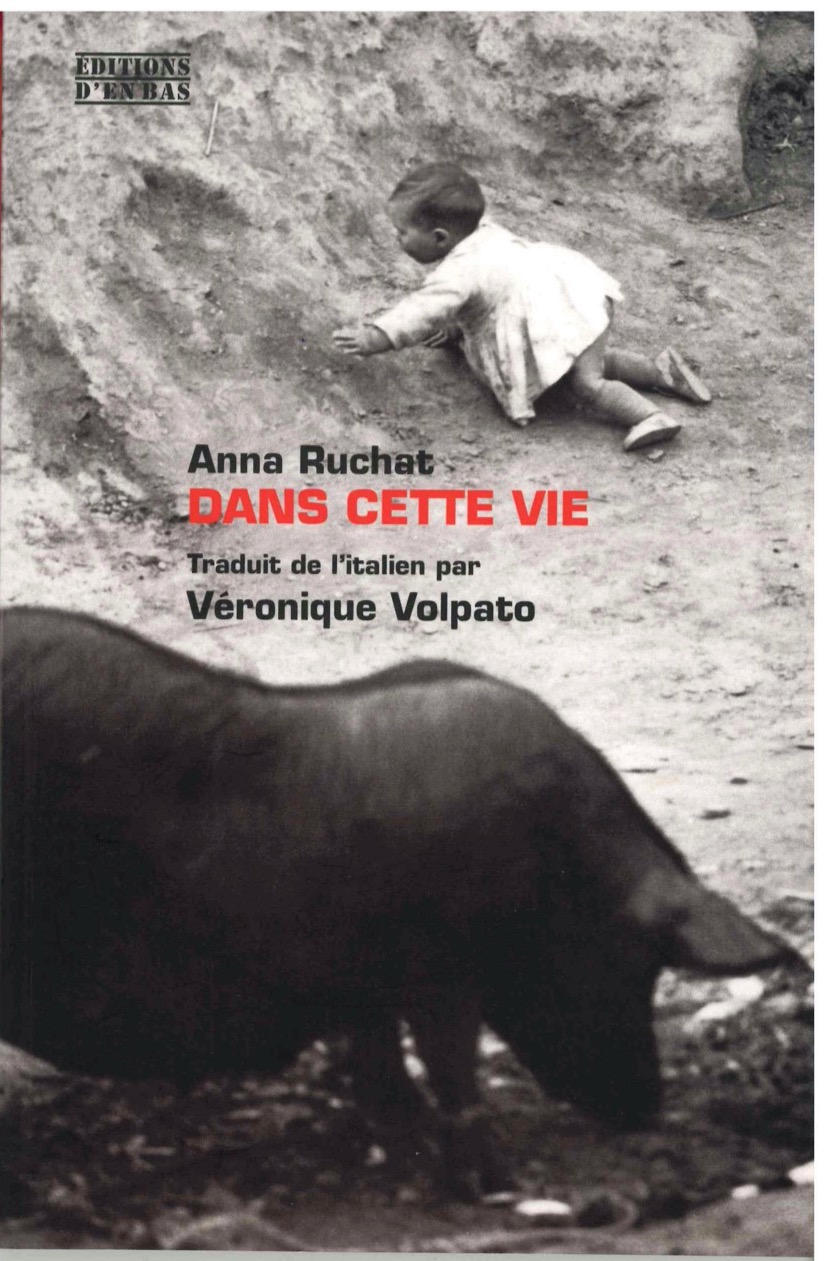 ÉDITIONS
D'EN BAS
Anna Ruchat
DANS CETTE VIE
Traduit de l'italien par
Véronique Volpato